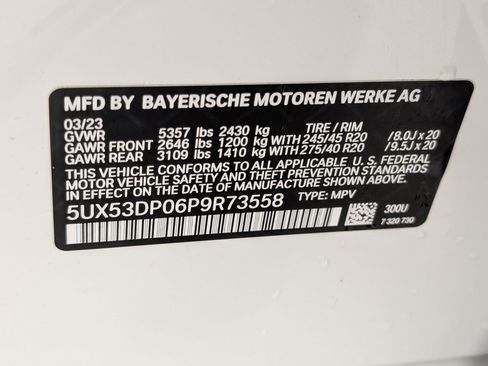 MFD BY BAYERISCHE MOTOREN WERKE AG
03/23 TIRE / RIM
GVWR 5357 lbs 2430 kg
GAWR FRONT 2646 lbs 1200 kg WITH 245/45 R20 / 8.0J x 20
GAWR REAR 3109 lbs 1410 kg WITH 275/40 R20 / 9.5J x 20
THIS VEHICLE CONFORMS TO ALL APPLICABLE U. S. FEDERAL
MOTOR VEHICLE SAFETY AND THEFT PREVENTION STANDARDS
IN EFFECT ON THE DATE OF MANUFACTURE SHOWN ABOVE.
5UX53DP06P9R73558 TYPE: MPV
300U
7 320 730